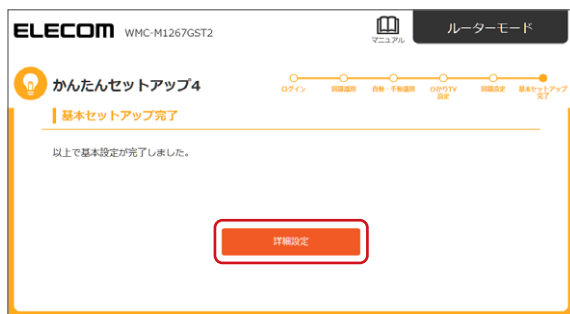 ELECOM WMC-M1267GST2
マニュアル
ルーターモード
かんたんセットアップ4
ログイン 回線選択 自動・手動選択 ひかりTV設定 回線設定 基本セットアップ完了
基本セットアップ完了
以上で基本設定が完了しました。
詳細設定